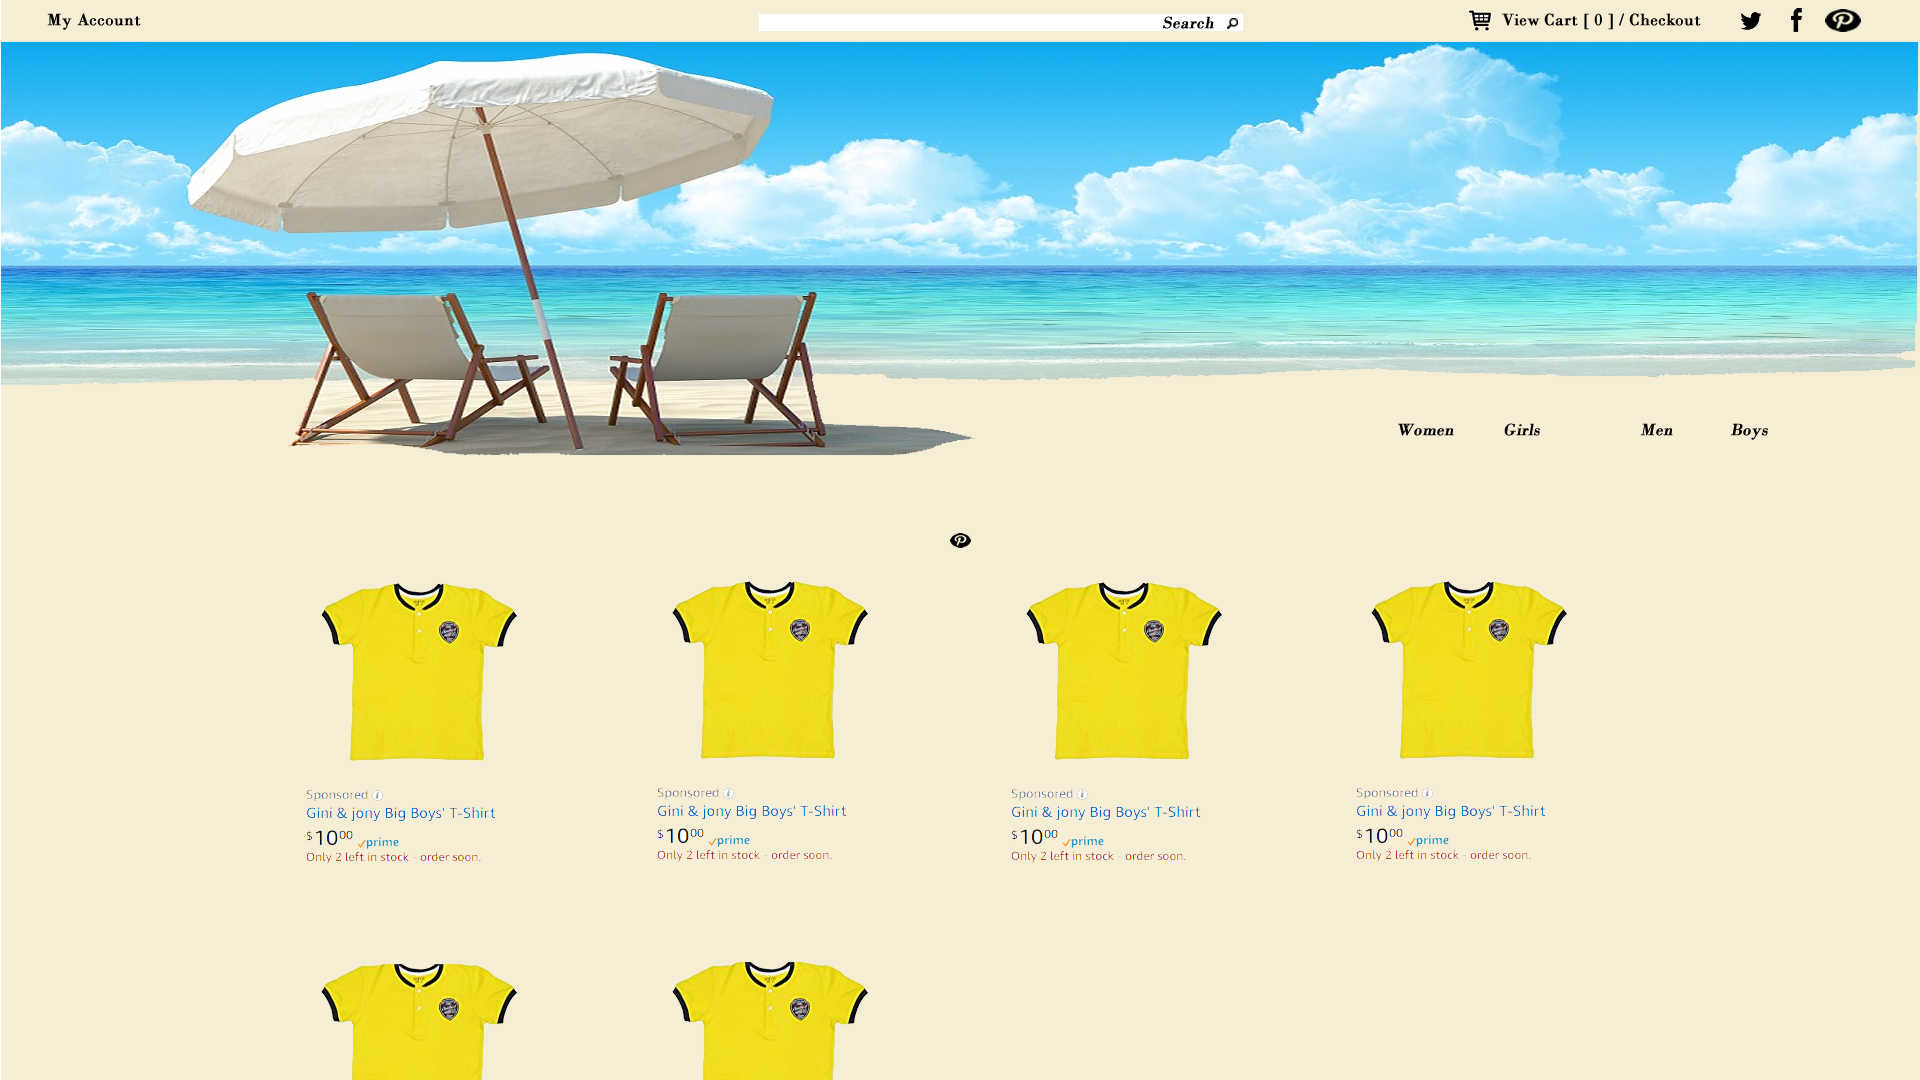 My Account
Search
View Cart [ 0 ] / Checkout
Women Girls Men Boys
Sponsored
Gini & jony Big Boys' T-Shirt
$10 00 prime
Only 2 left in stock - order soon.
Sponsored
Gini & jony Big Boys' T-Shirt
$10 00 prime
Only 2 left in stock - order soon.
Sponsored
Gini & jony Big Boys' T-Shirt
$10 00 prime
Only 2 left in stock - order soon.
Sponsored
Gini & jony Big Boys' T-Shirt
$10 00 prime
Only 2 left in stock - order soon.